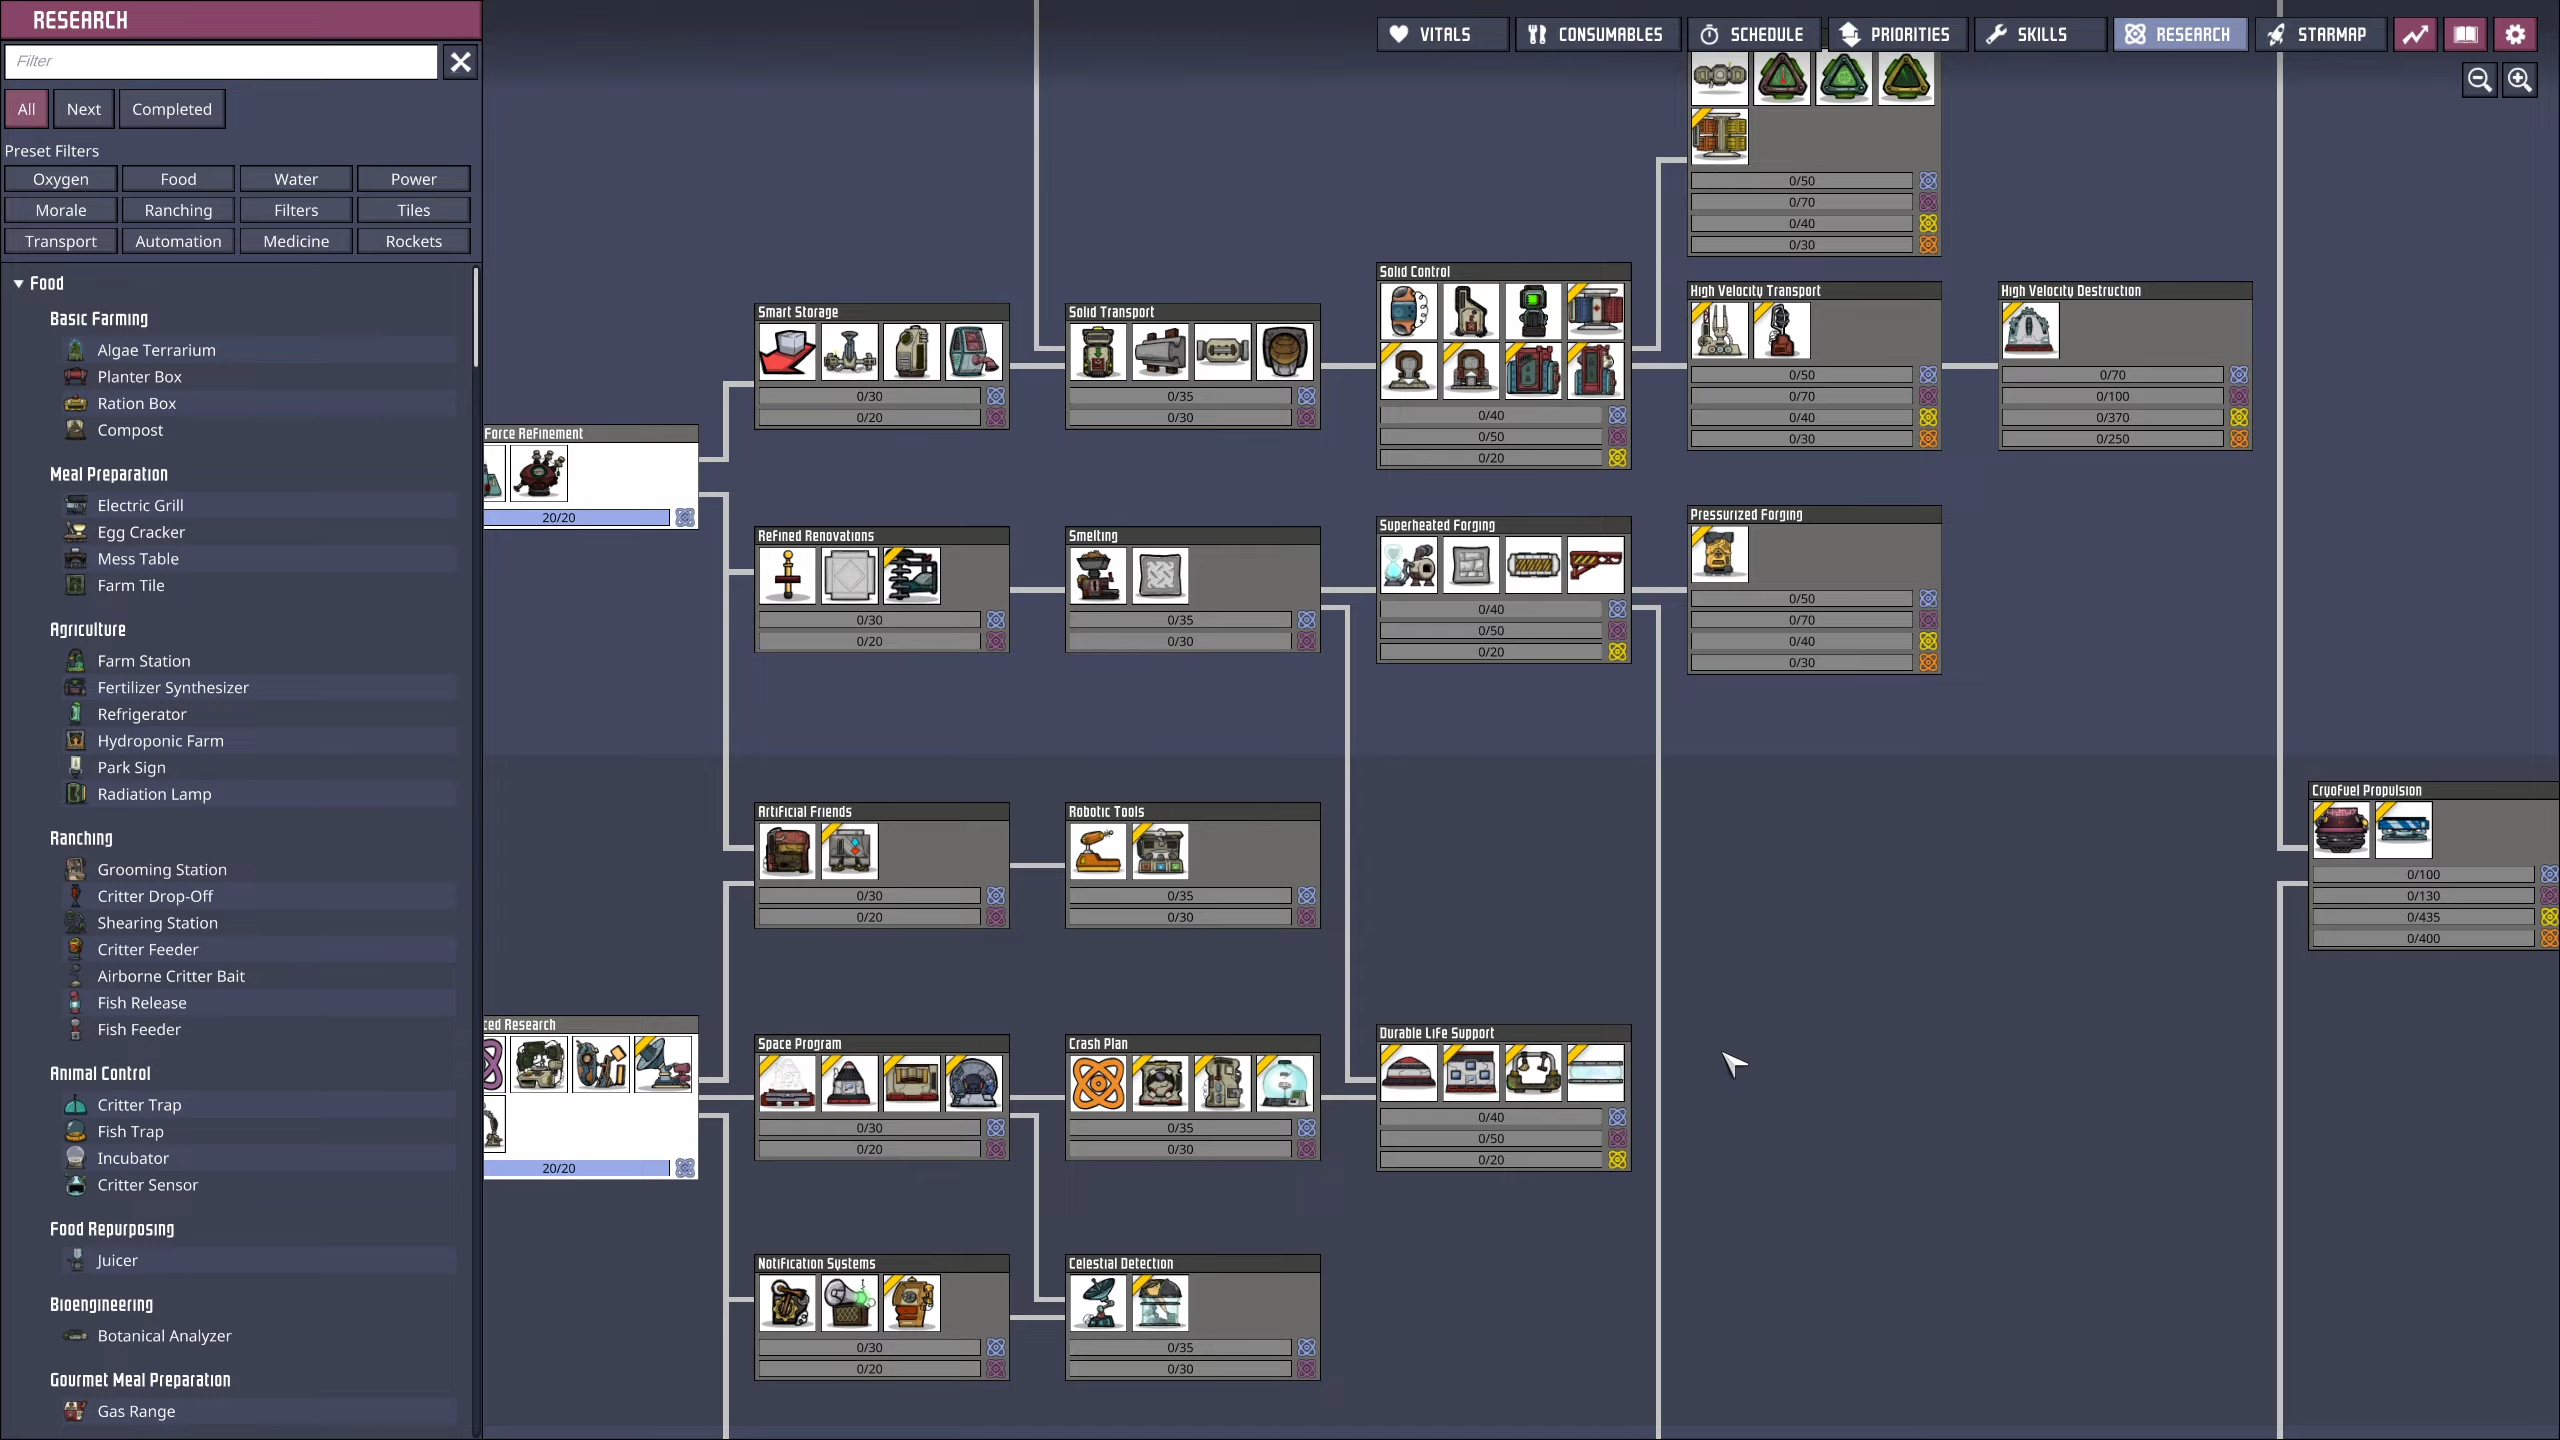 RESEARCH
VITALS
CONSUMABLES
SCHEDULE
PRIORITIES
SKILLS
RESEARCH
STARMAP
Filter
All
Next
Completed
Preset Filters
Oxygen
Food
Water
Power
Morale
Ranching
Filters
Tiles
Transport
Automation
Medicine
Rockets
Food
Basic Farming
Algae Terrarium
Planter Box
Ration Box
Compost
Meal Preparation
Electric Grill
Egg Cracker
Mess Table
Farm Tile
Agriculture
Farm Station
Fertilizer Synthesizer
Refrigerator
Hydroponic Farm
Park Sign
Radiation Lamp
Ranching
Grooming Station
Critter Drop-Off
Shearing Station
Critter Feeder
Airborne Critter Bait
Fish Release
Fish Feeder
Animal Control
Critter Trap
Fish Trap
Incubator
Critter Sensor
Food Repurposing
Juicer
Bioengineering
Botanical Analyzer
Gourmet Meal Preparation
Gas Range
Force Refinement
20/20
ced Research
20/20
Smart Storage
0/30
0/20
Solid Transport
0/35
0/30
Solid Control
0/40
0/50
0/20
0/50
0/70
0/40
0/30
High Velocity Transport
0/50
0/70
0/40
0/30
High Velocity Destruction
0/70
0/100
0/370
0/250
Refined Renovations
0/30
0/20
Smelting
0/35
0/30
Superheated Forging
0/40
0/50
0/20
Pressurized Forging
0/50
0/70
0/40
0/30
Artificial Friends
0/30
0/20
Robotic Tools
0/35
0/30
CryoFuel Propulsion
0/100
0/130
0/435
0/400
Space Program
0/30
0/20
Crash Plan
0/35
0/30
Durable Life Support
0/40
0/50
0/20
Notification Systems
0/30
0/20
Celestial Detection
0/35
0/30